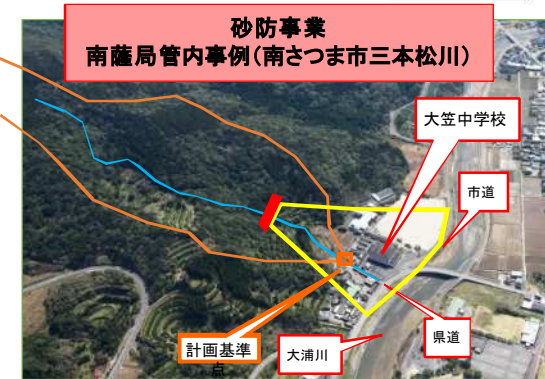 砂防事業
南薩局管内事例(南さつま市三本松川)
大笠中学校
市道
計画基準
点
大浦川
県道